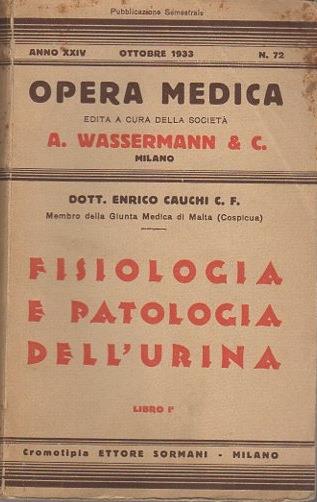 Pubblicazione Semestrale
ANNO XXIV OTTOBRE 1933 N. 72
OPERA MEDICA
EDITA A CURA DELLA SOCIETÀ
A. WASSERMANN & C.
MILANO
DOTT. ENRICO CAUCHI C. F.
Membro della Giunta Medica di Malta (Cospicua)
FISIOLOGIA
E PATOLOGIA
DELL'URINA
LIBRO I°
Cromotipia ETTORE SORMANI - MILANO